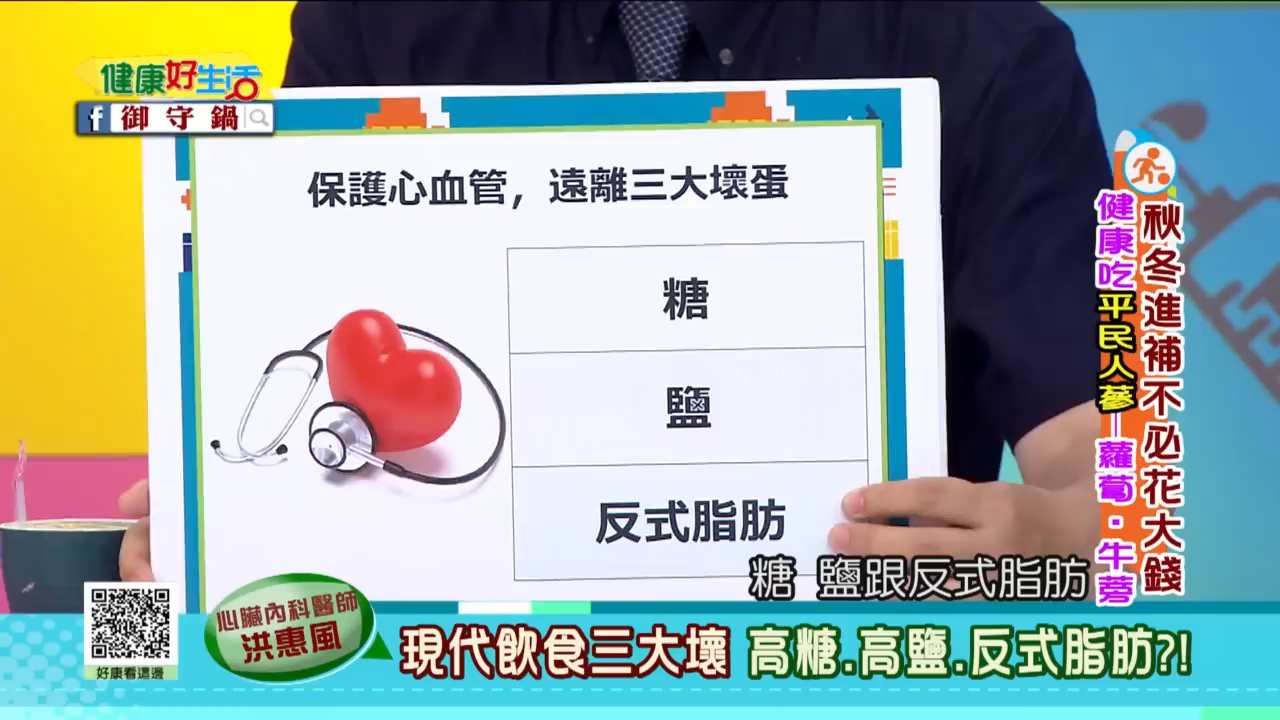 健康好生活
f 御守鍋
保護心血管，遠離三大壞蛋
糖
鹽
反式脂肪
秋冬進補不必花大錢
健康吃平民人蔘－蘿蔔·牛蒡
糖 鹽跟反式脂肪
心臟內科醫師
洪惠風
現代飲食三大壞 高糖.高鹽.反式脂肪?!
好康看這邊